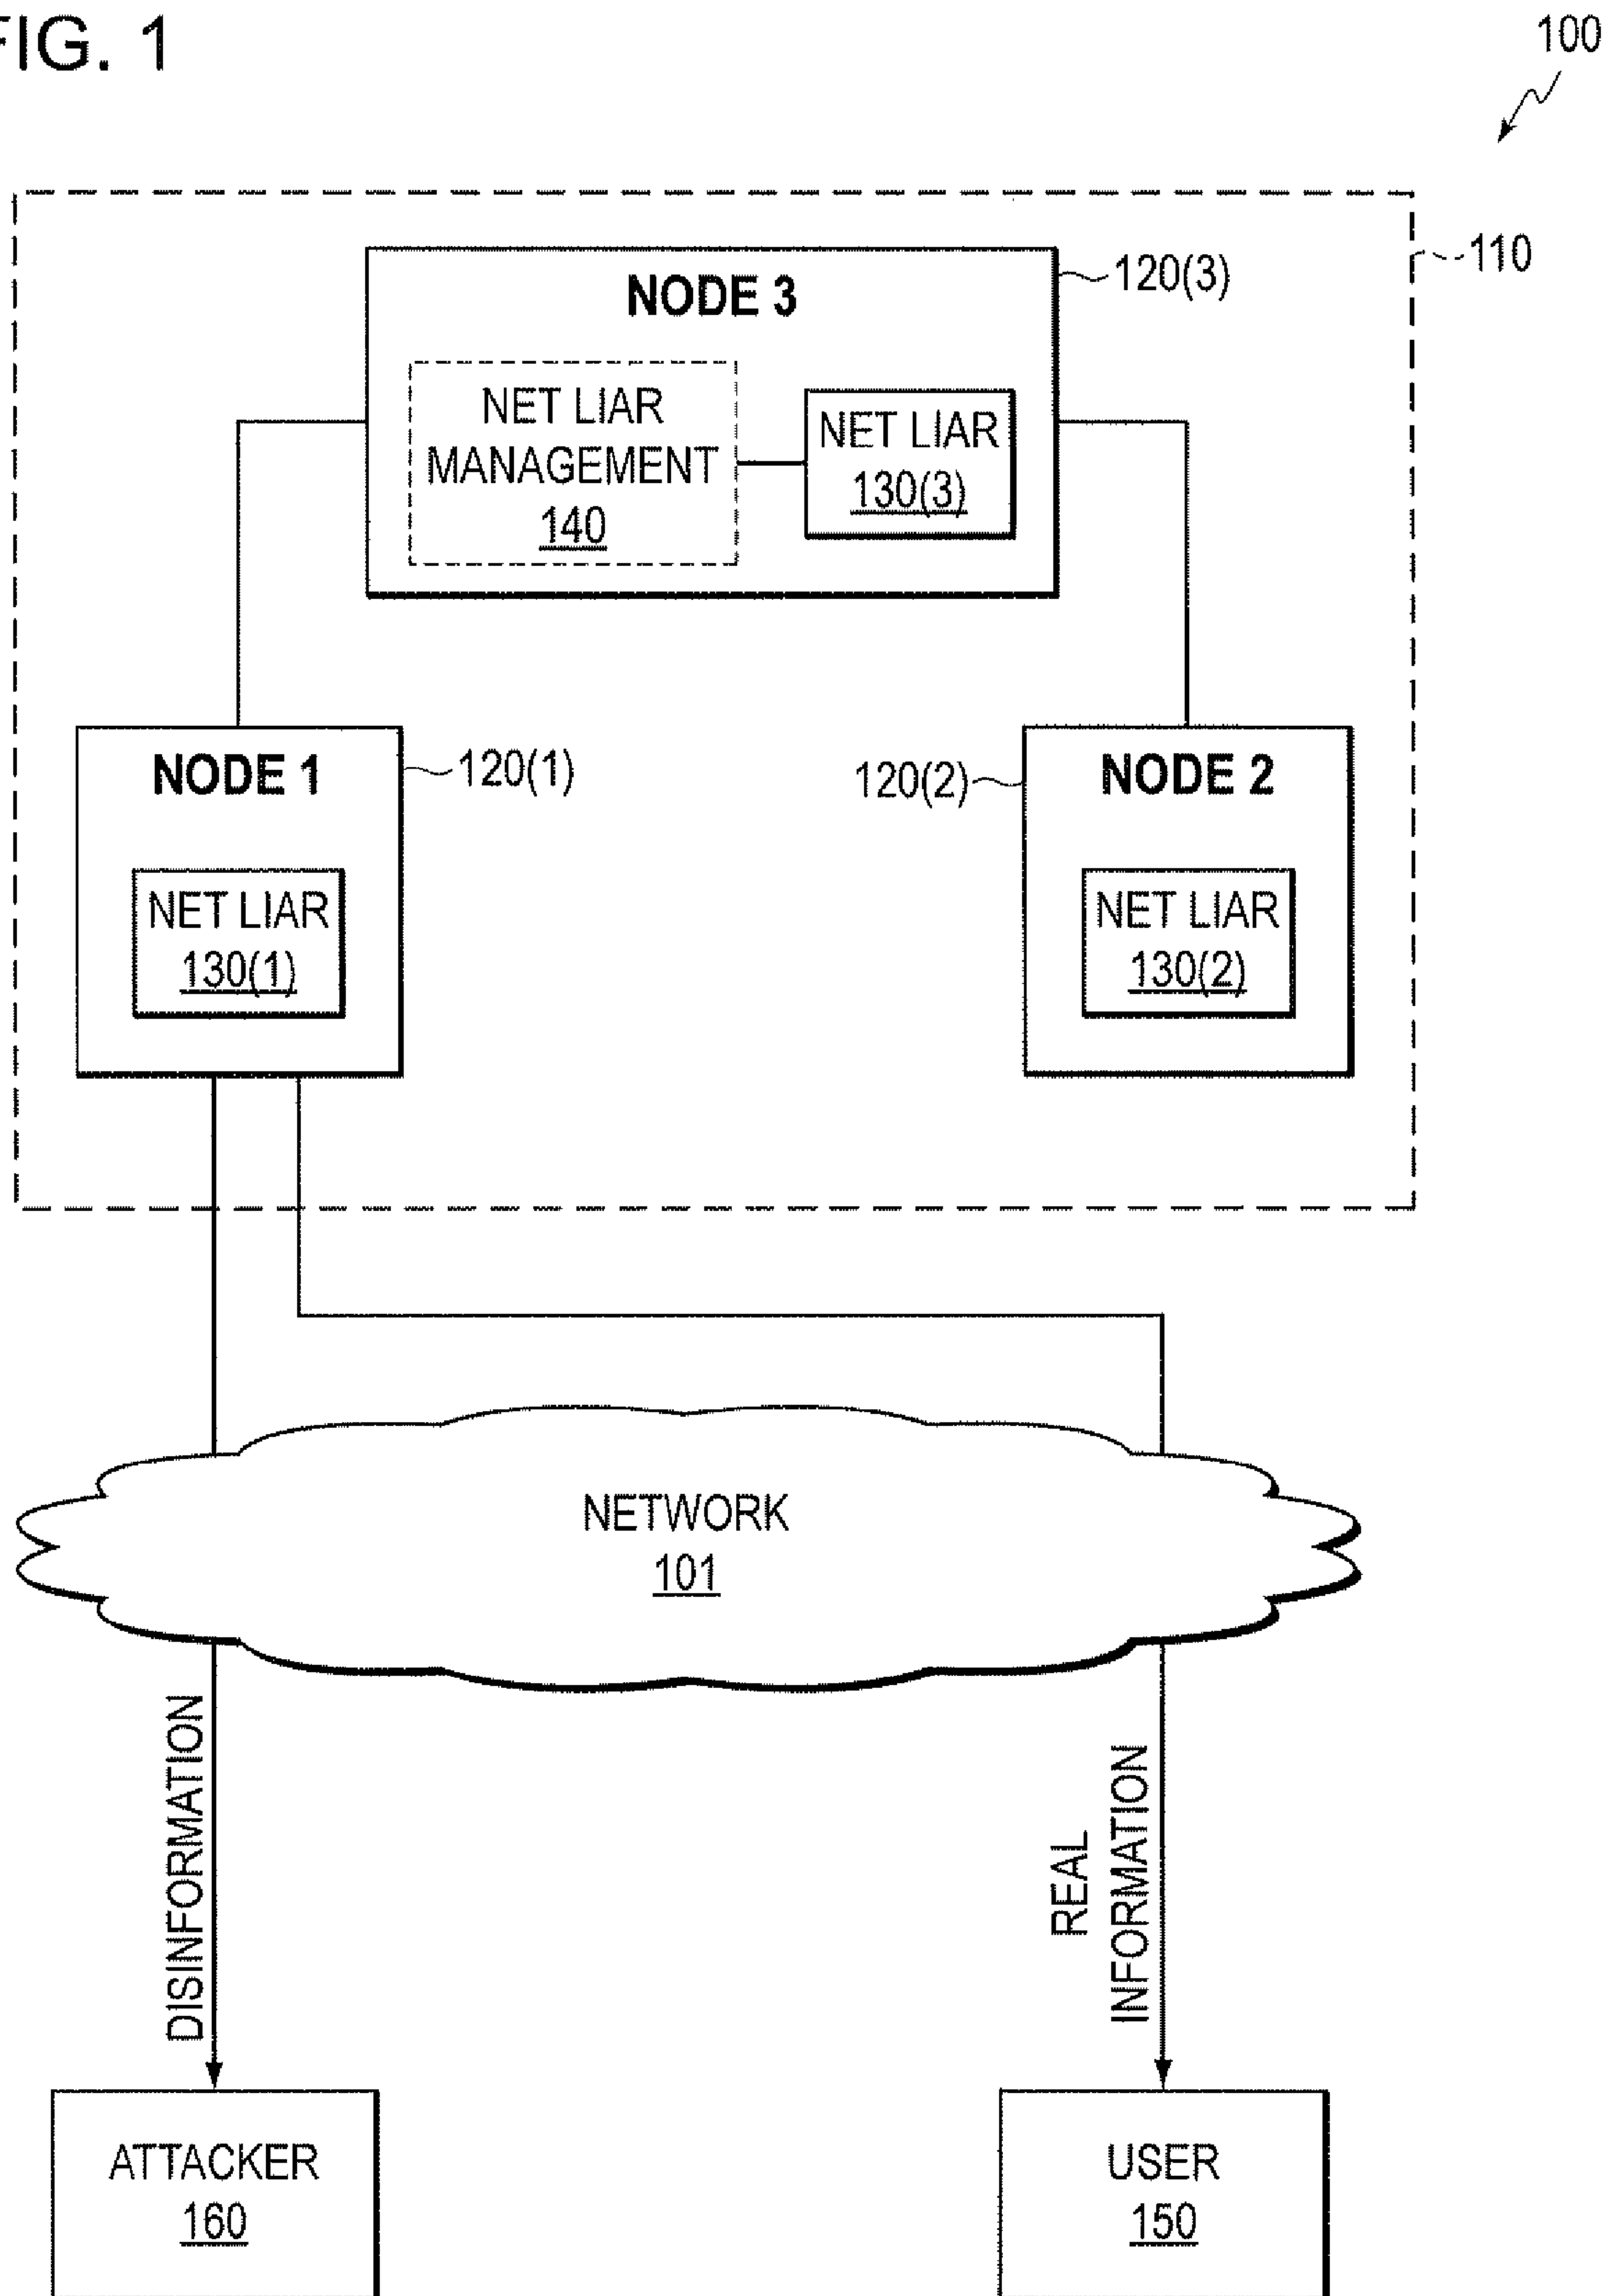 FIG. 1
100
110
NODE 3
120(3)
NET LIAR
MANAGEMENT
140
NET LIAR
130(3)
NODE 1
120(1)
NET LIAR
130(1)
120(2)
NODE 2
NET LIAR
130(2)
NETWORK
101
DISINFORMATION
REAL
INFORMATION
ATTACKER
160
USER
150